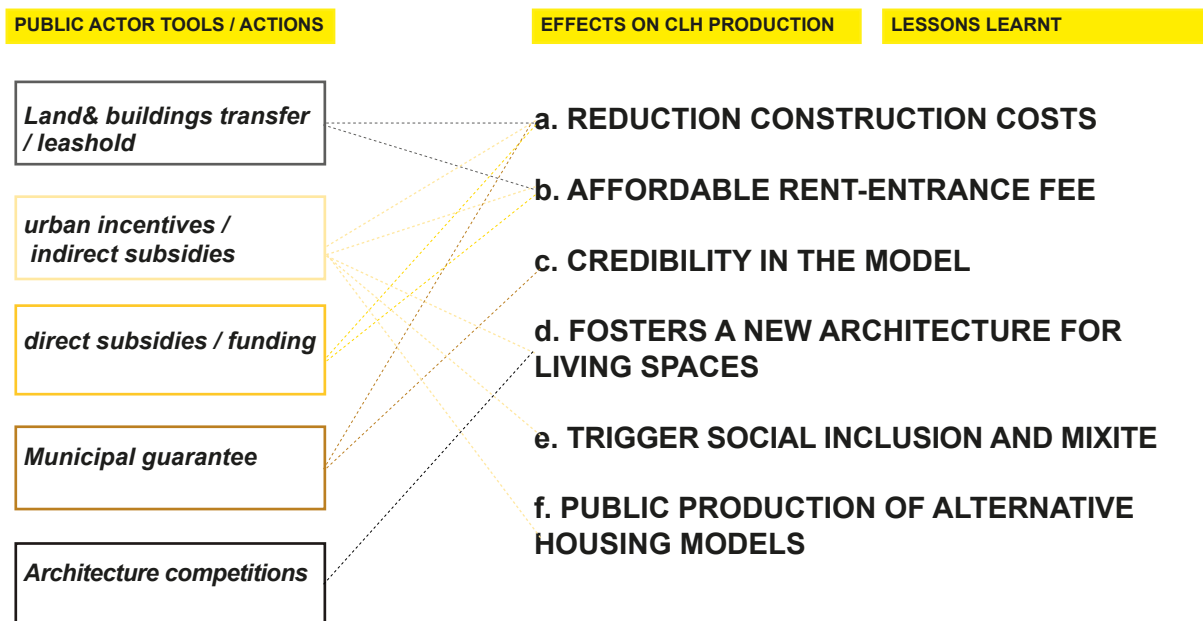 PUBLIC ACTOR TOOLS / ACTIONS
EFFECTS ON CLH PRODUCTION
LESSONS LEARNT
Land& buildings transfer
/ leashold
urban incentives /
indirect subsidies
direct subsidies / funding
Municipal guarantee
Architecture competitions
a. REDUCTION CONSTRUCTION COSTS
b. AFFORDABLE RENT-ENTRANCE FEE
c. CREDIBILITY IN THE MODEL
d. FOSTERS A NEW ARCHITECTURE FOR
LIVING SPACES
e. TRIGGER SOCIAL INCLUSION AND MIXITE
f. PUBLIC PRODUCTION OF ALTERNATIVE
HOUSING MODELS